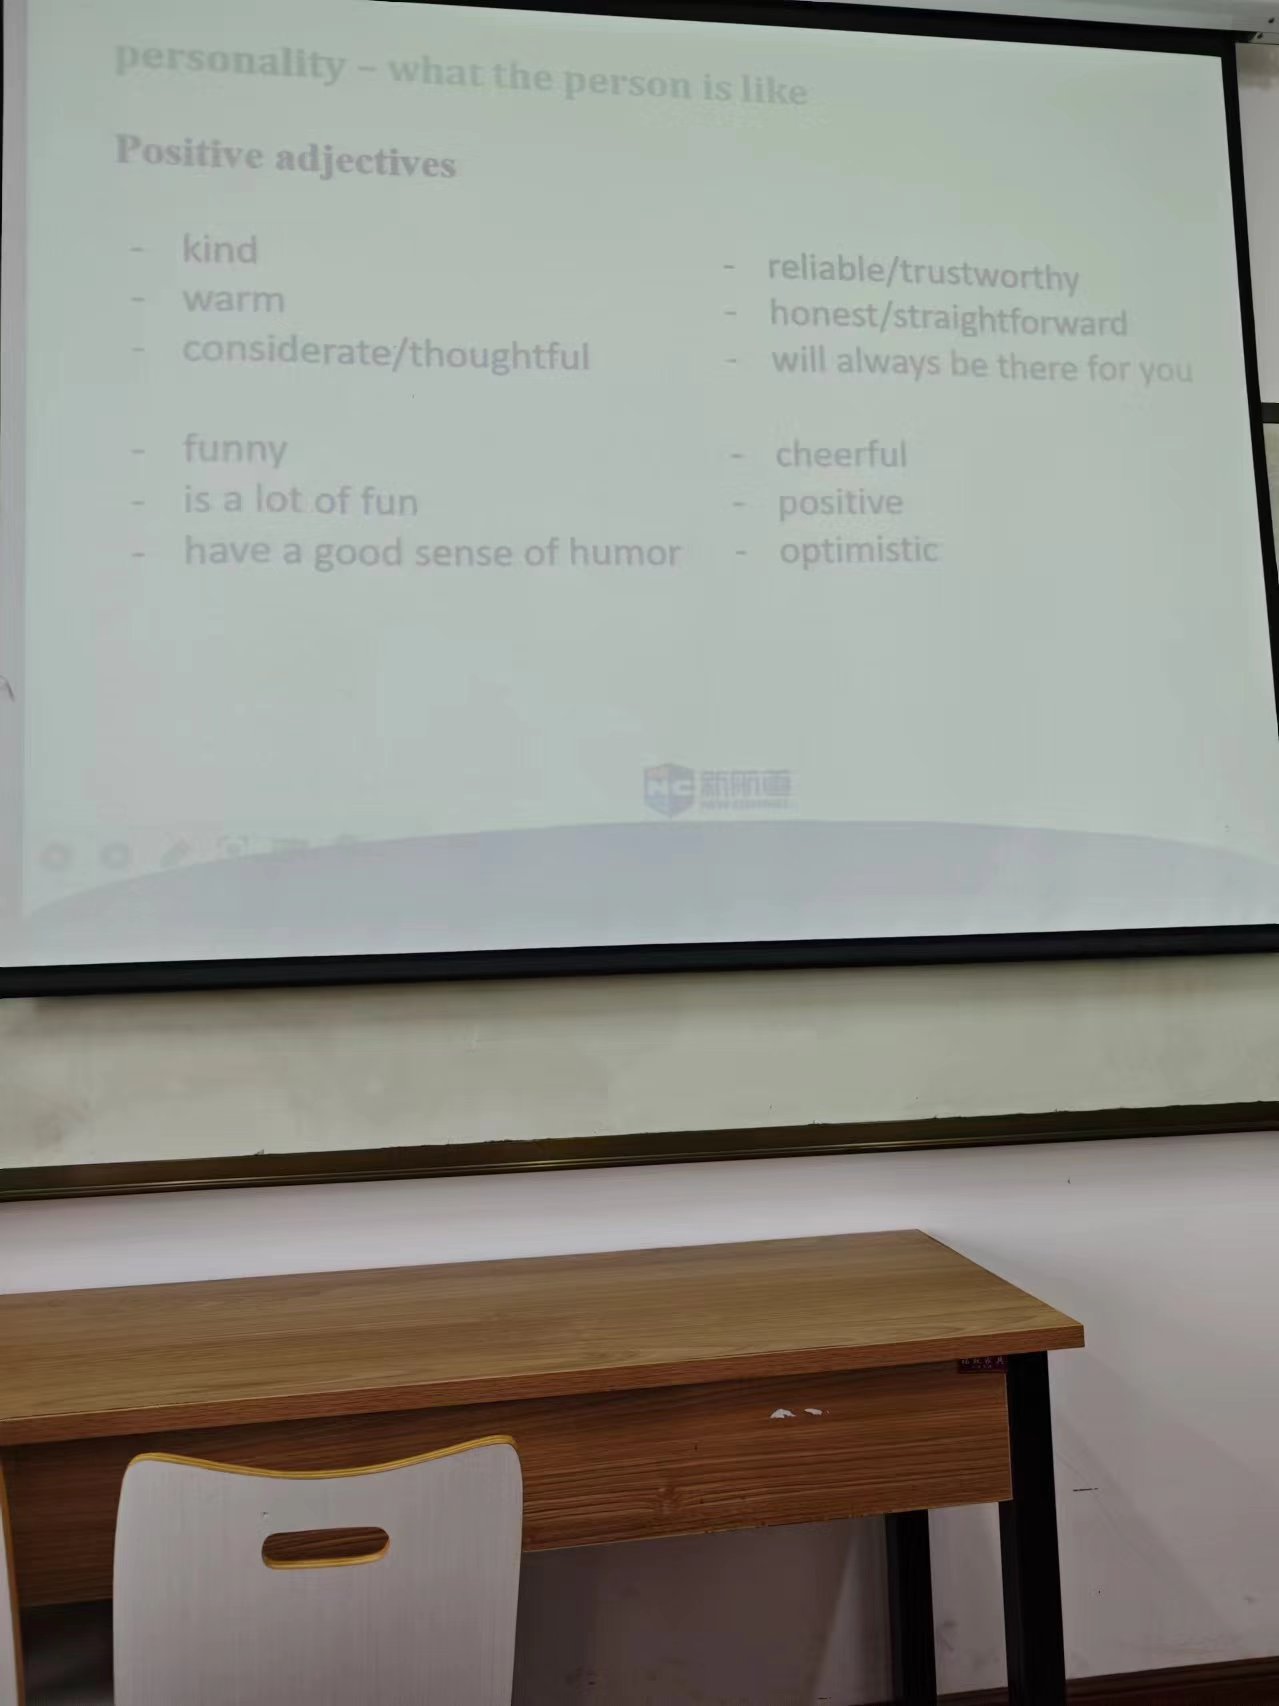 personality – what the person is like
Positive adjectives
- kind
- warm
- considerate/thoughtful
- funny
- is a lot of fun
- have a good sense of humor
- reliable/trustworthy
- honest/straightforward
- will always be there for you
- cheerful
- positive
- optimistic
NC 新航道